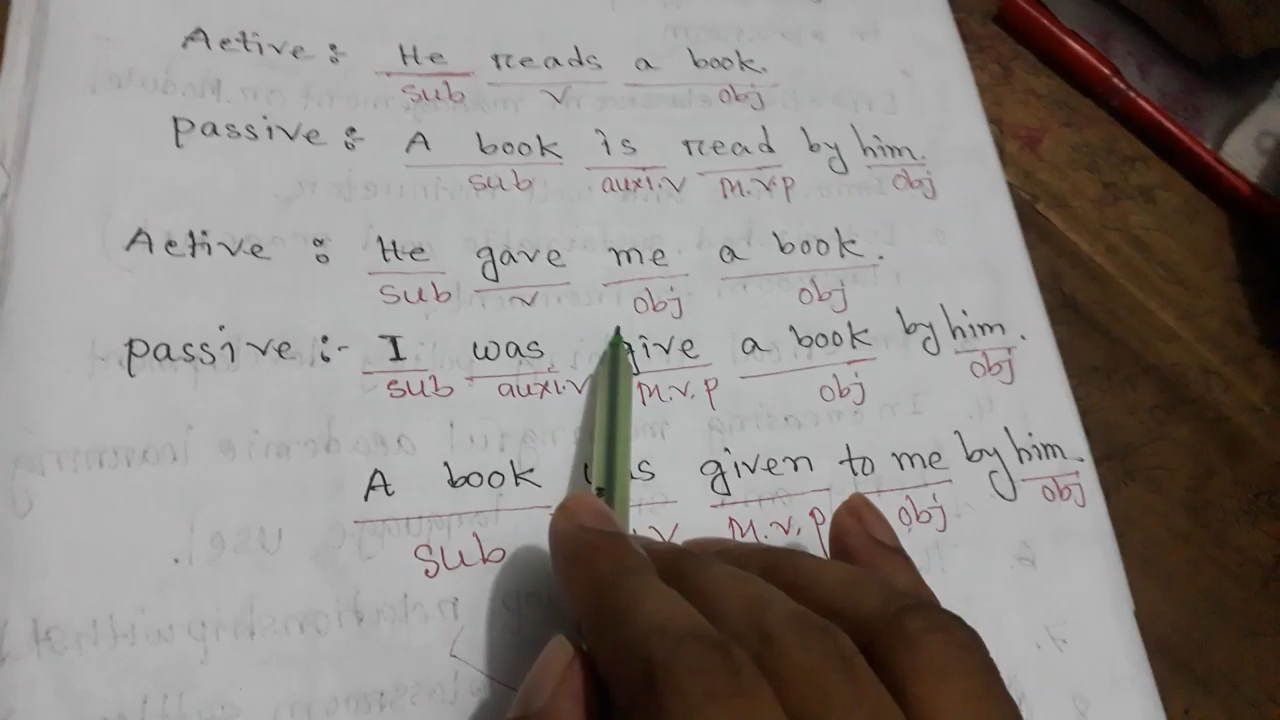 Active : He reads a book.
sub v obj
passive : A book is read by him.
sub auxi.v m.v.p obj
Active : He gave me a book.
sub v obj obj
passive :- I was give a book by him.
sub auxi.v m.v.p obj obj
A book given to me by him.
sub m.v.p obj obj